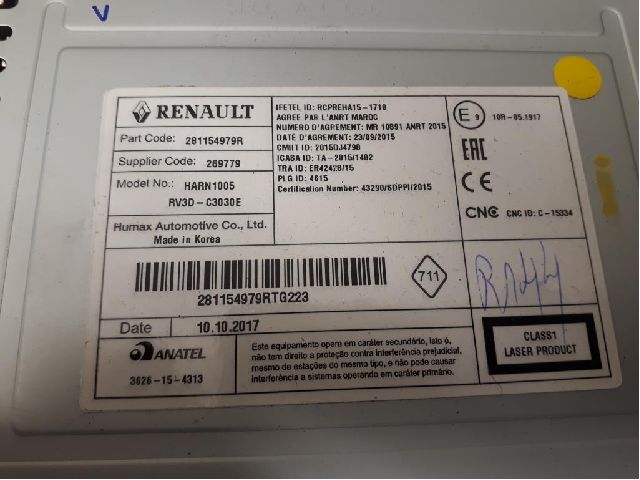 V
RENAULT
Part Code: 281154979R
Supplier Code: 269779
Model No.: HARN1005
RV3D-C3030E
Humax Automotive Co., Ltd.
Made in Korea
IFETEL ID: RCPREHA15-1710
AGREE PAR L'ANRT MAROC
NUMERO D'AGREMENT: MR 10691 ANRT 2015
DATE D'AGREMENT: 23/09/2015
CMIIT ID: 2015DJ4798
ICASA ID: TA-2015/1482
TRA ID: ER42428/15
PLG ID: 4615
Certification Number: 43290/SDPPI/2015
E9 10R-05.1917
EAC
CE
CNC CNC ID: C-15334
281154979RTG223
711
Date 10.10.2017
ANATEL
3626-15-4313
Este equipamento opera em caráter secundário, isto é,
não tem direito a proteção contra interferência prejudicial,
mesmo de estações do mesmo tipo, e não pode causar
interferência a sistemas operando em caráter primário.
CLASS1
LASER PRODUCT